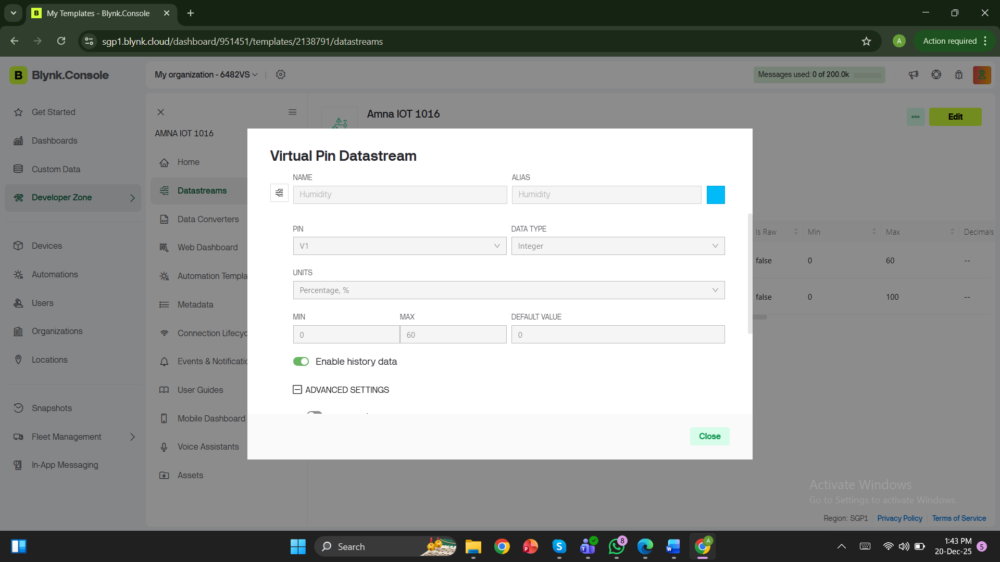 My Templates - Blynk.Console
sgp1.blynk.cloud/dashboard/951451/templates/2138791/datastreams
A
Action required
B
Blynk.Console
My organization - 6482VS
Messages used: 0 of 200.0k
Get Started
Dashboards
Custom Data
Developer Zone
Devices
Automations
Users
Organizations
Locations
Snapshots
Fleet Management
In-App Messaging
AMNA IOT 1016
Home
Datastreams
Data Converters
Web Dashboard
Automation Templa
Metadata
Connection Lifecyc
Events & Notificatic
User Guides
Mobile Dashboard
Voice Assistants
Assets
Amna IOT 1016
Edit
Virtual Pin Datastream
NAME
ALIAS
Humidity
Humidity
PIN
DATA TYPE
V1
Integer
UNITS
Percentage, %
MIN
MAX
DEFAULT VALUE
0
60
0
Enable history data
ADVANCED SETTINGS
Close
Is Raw
Min
Max
Decimals
false
0
60
--
false
0
100
--
Activate Windows
Go to Settings to activate Windows.
Region: SGP1
Privacy Policy
Terms of Service
Search
8
1:43 PM
20-Dec-25
5